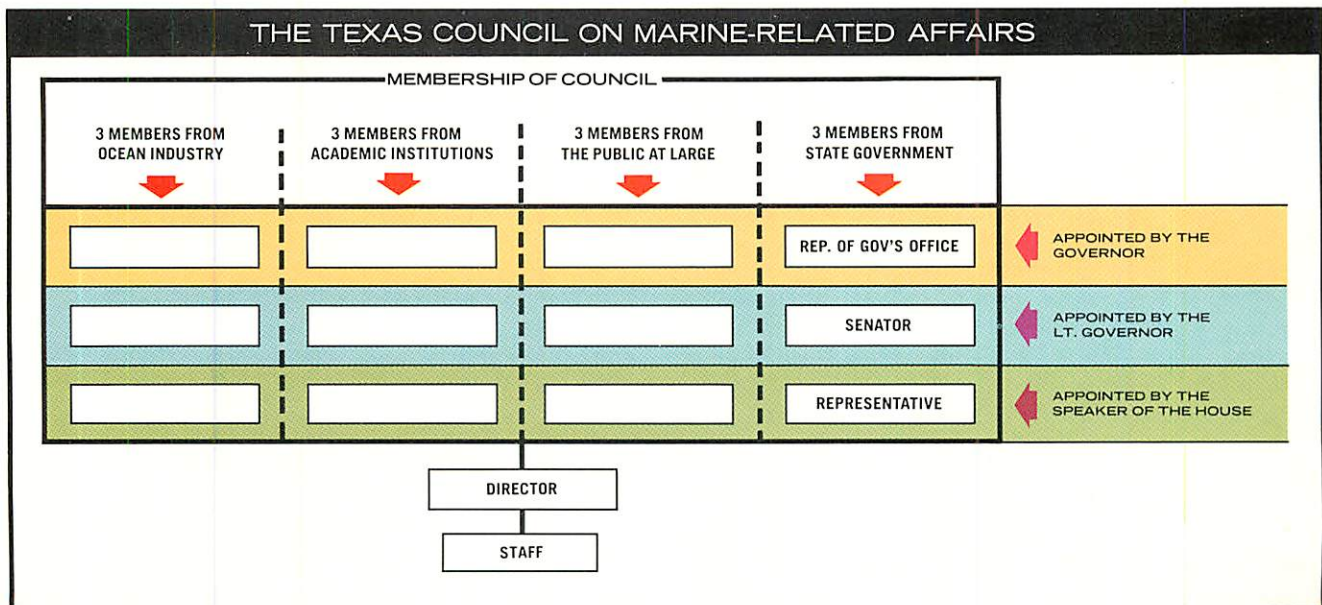 THE TEXAS COUNCIL ON MARINE-RELATED AFFAIRS
MEMBERSHIP OF COUNCIL
3 MEMBERS FROM
OCEAN INDUSTRY
3 MEMBERS FROM
ACADEMIC INSTITUTIONS
3 MEMBERS FROM
THE PUBLIC AT LARGE
3 MEMBERS FROM
STATE GOVERNMENT
REP. OF GOV'S OFFICE
APPOINTED BY THE
GOVERNOR
SENATOR
APPOINTED BY THE
LT. GOVERNOR
REPRESENTATIVE
APPOINTED BY THE
SPEAKER OF THE HOUSE
DIRECTOR
STAFF